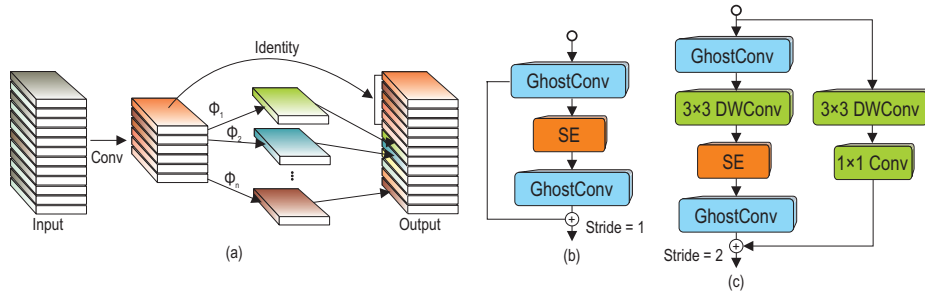 Identity
Φ1
Φ2
Φn
Conv
Input
Output
(a)
GhostConv
SE
GhostConv
Stride = 1
(b)
GhostConv
3×3 DWConv
SE
GhostConv
3×3 DWConv
1×1 Conv
Stride = 2
(c)